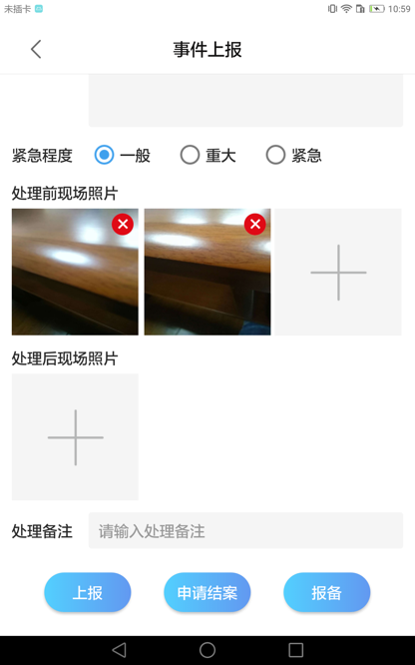 未插卡 10:59
事件上报
紧急程度 一般 重大 紧急
处理前现场照片
处理后现场照片
处理备注 请输入处理备注
上报 申请结案 报备